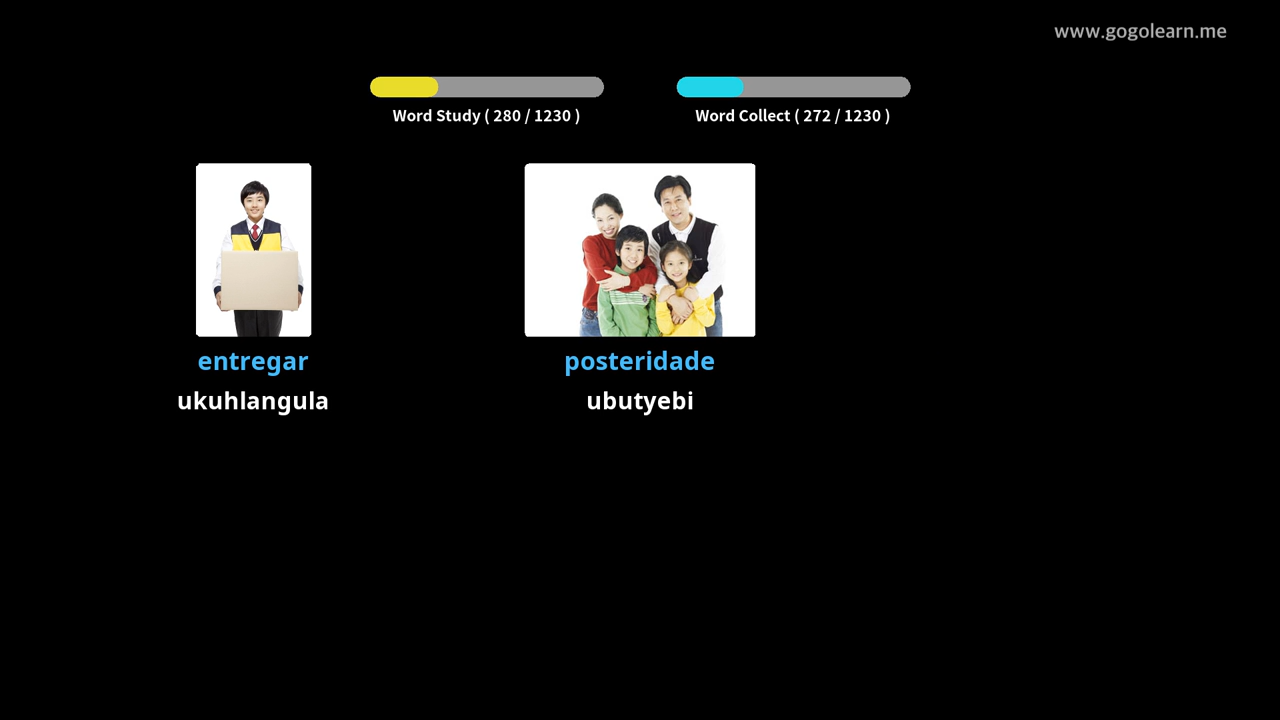 www.gogolearn.me
Word Study ( 280 / 1230 )
Word Collect ( 272 / 1230 )
entregar
ukuhlangula
posteridade
ubutyebi